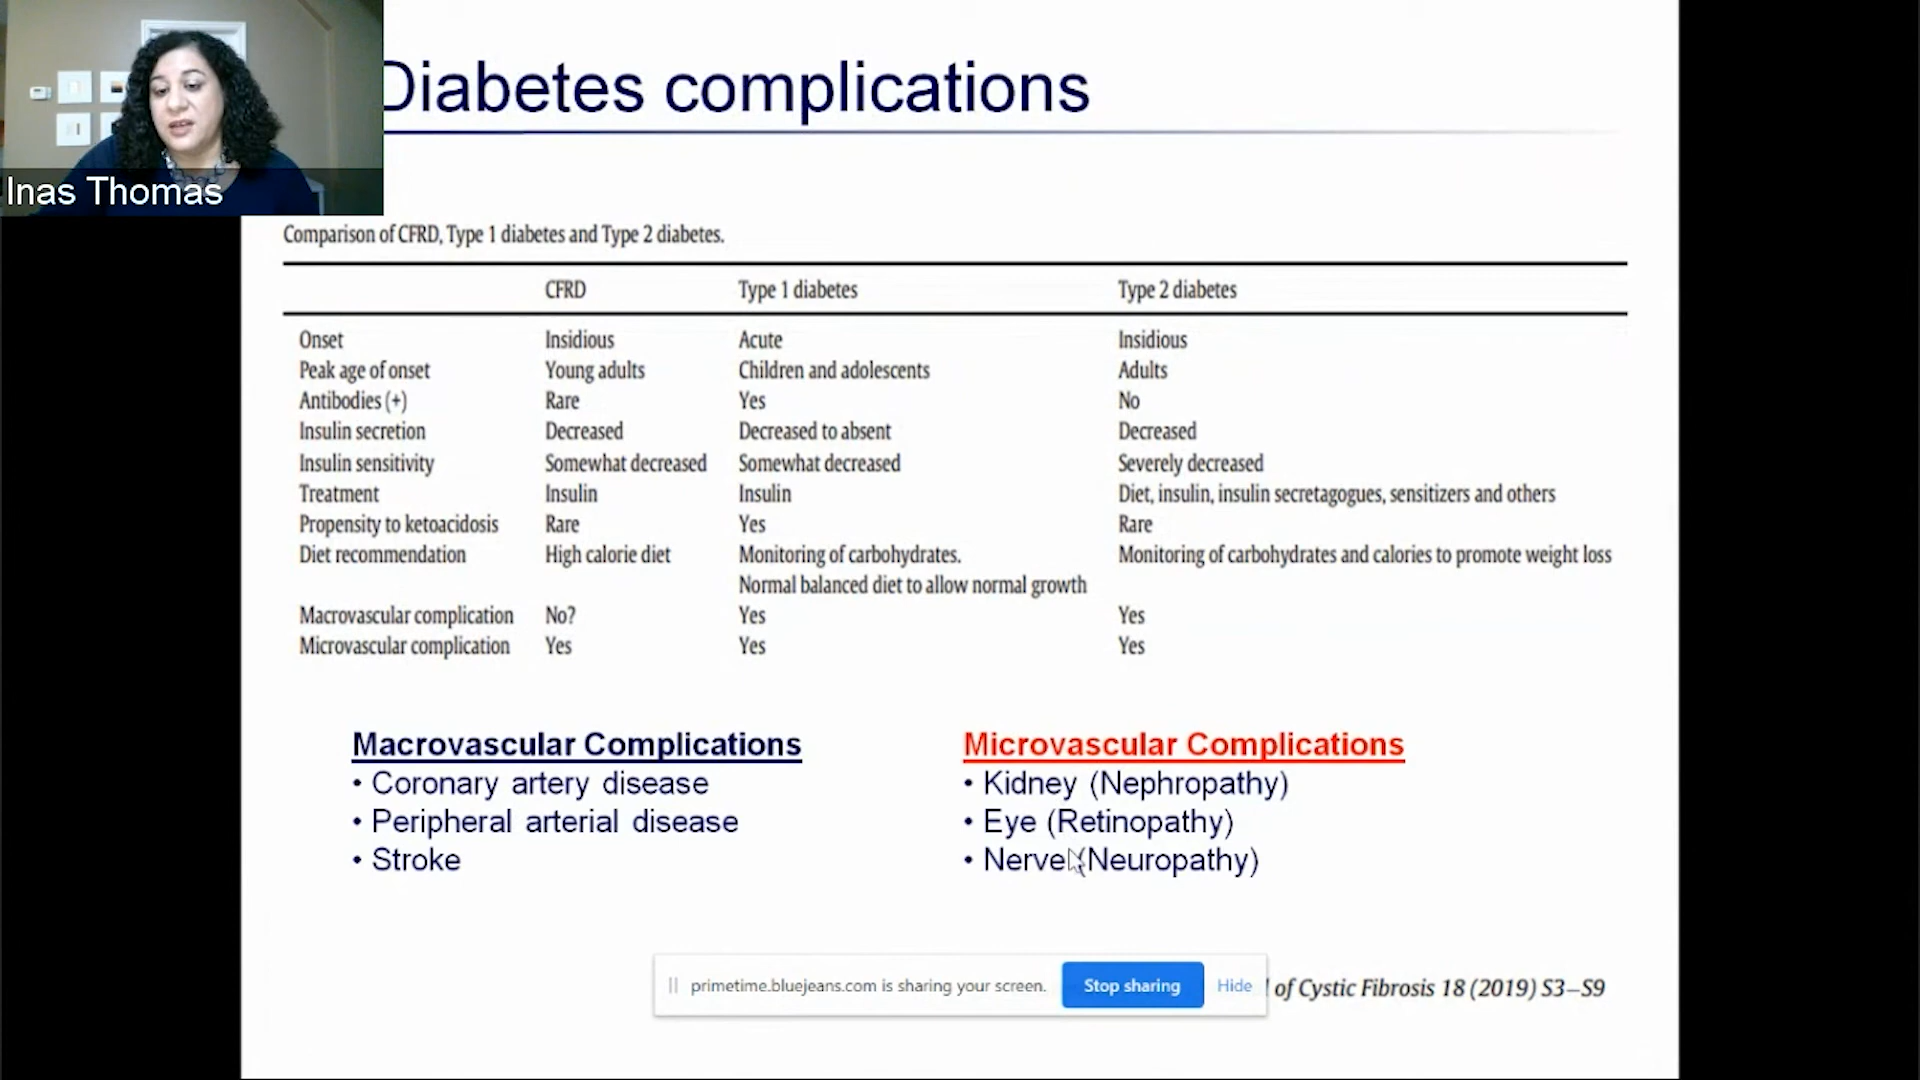 Diabetes complications
Inas Thomas
Comparison of CFRD, Type 1 diabetes and Type 2 diabetes.
CFRD Type 1 diabetes Type 2 diabetes
Onset Insidious Acute Insidious
Peak age of onset Young adults Children and adolescents Adults
Antibodies (+) Rare Yes No
Insulin secretion Decreased Decreased to absent Decreased
Insulin sensitivity Somewhat decreased Somewhat decreased Severely decreased
Treatment Insulin Insulin Diet, insulin, insulin secretagogues, sensitizers and others
Propensity to ketoacidosis Rare Yes Rare
Diet recommendation High calorie diet Monitoring of carbohydrates. Monitoring of carbohydrates and calories to promote weight loss
Normal balanced diet to allow normal growth
Macrovascular complication No? Yes Yes
Microvascular complication Yes Yes Yes
Macrovascular Complications
• Coronary artery disease
• Peripheral arterial disease
• Stroke
Microvascular Complications
• Kidney (Nephropathy)
• Eye (Retinopathy)
• Nerve (Neuropathy)
primetime.bluejeans.com is sharing your screen. Stop sharing Hide
of Cystic Fibrosis 18 (2019) S3–S9